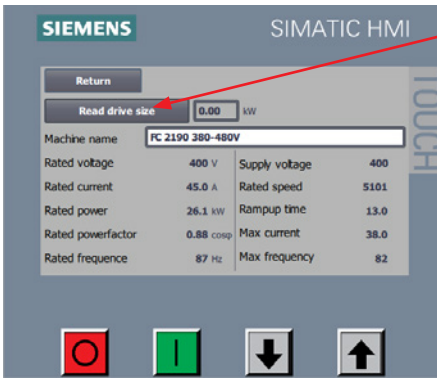 SIEMENS SIMATIC HMI
TOUCH
Return
Read drive size 0.00 kW
Machine name FC 2190 380-480V
Rated voltage 400 V Supply voltage 400
Rated current 45.0 A Rated speed 5101
Rated power 26.1 kW Rampup time 13.0
Rated powerfactor 0.88 cosφ Max current 38.0
Rated frequence 87 Hz Max frequency 82